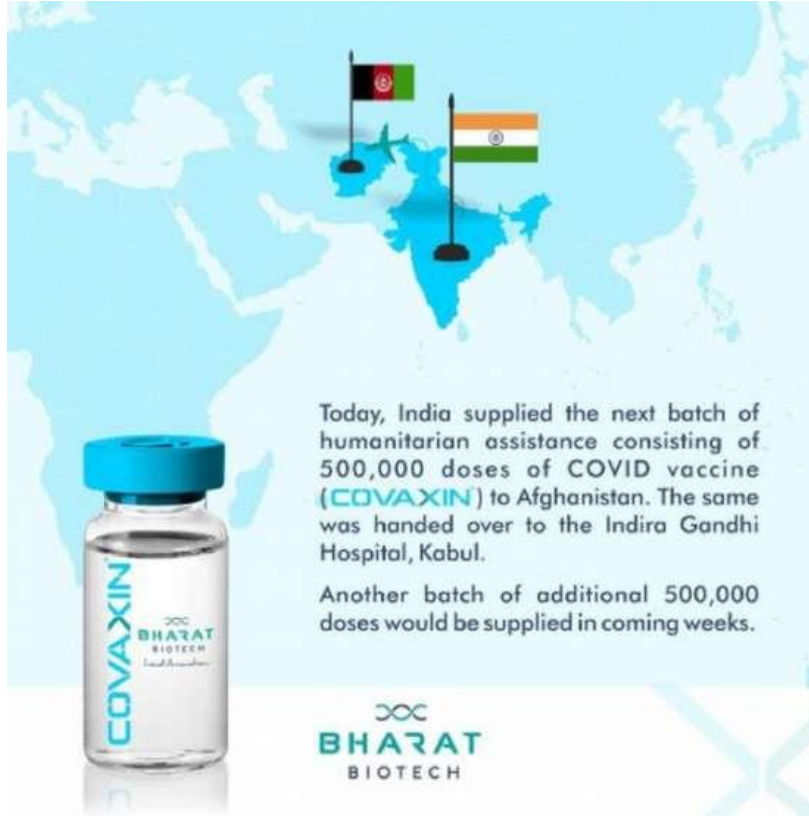 Today, India supplied the next batch of
humanitarian assistance consisting of
500,000 doses of COVID vaccine
(COVAXIN) to Afghanistan. The same
was handed over to the Indira Gandhi
Hospital, Kabul.
Another batch of additional 500,000
doses would be supplied in coming weeks.
COVAXIN
BHARAT
BIOTECH
BHARAT
BIOTECH